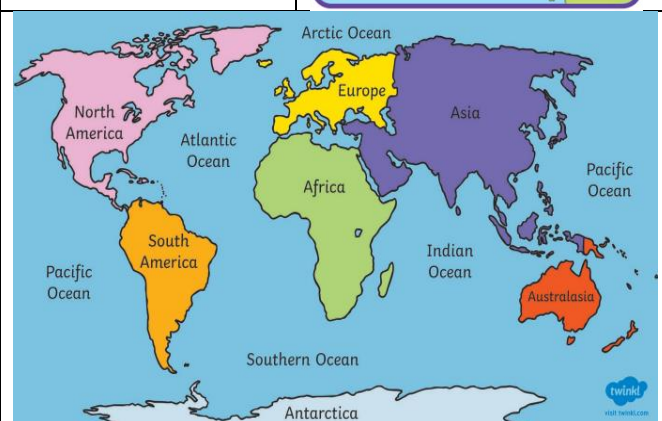 Arctic Ocean
Europe
Asia
North
America
Atlantic
Ocean
Pacific
Ocean
Africa
South
America
Indian
Ocean
Pacific
Ocean
Australasia
Southern Ocean
Antarctica
twinkl
visit twinkl.com